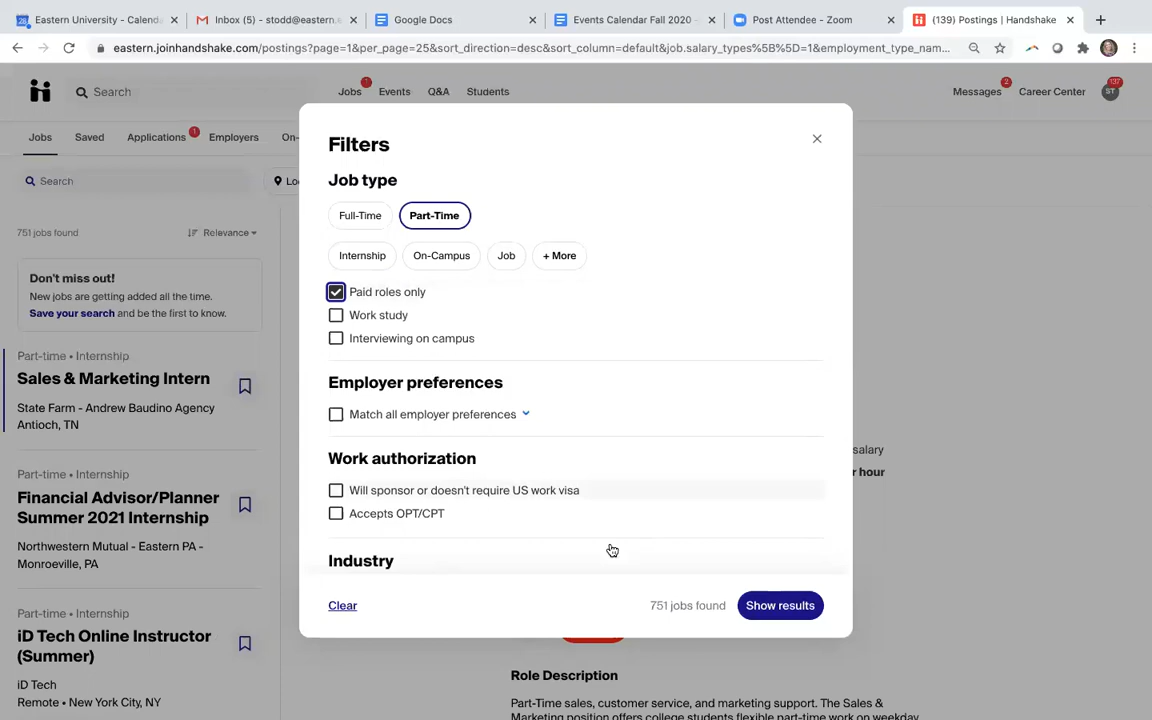 Eastern University - Calenda
Inbox (5) - stodd@eastern.e
Google Docs
Events Calendar Fall 2020 -
Post Attendee - Zoom
(139) Postings | Handshake
eastern.joinhandshake.com/postings?page=1&per_page=25&sort_direction=desc&sort_column=default&job.salary_types%5B%5D=1&employment_type_nam...
Search
Jobs
Events
Q&A
Students
Messages
2
Career Center
ST
137
Jobs
Saved
Applications
1
Employers
On-
Search
Lo
751 jobs found
Relevance
Don't miss out!
New jobs are getting added all the time.
Save your search and be the first to know.
Part-time • Internship
Sales & Marketing Intern
State Farm - Andrew Baudino Agency
Antioch, TN
Part-time • Internship
Financial Advisor/Planner
Summer 2021 Internship
Northwestern Mutual - Eastern PA -
Monroeville, PA
Part-time • Internship
iD Tech Online Instructor
(Summer)
iD Tech
Remote • New York City, NY
Filters
Job type
Full-Time
Part-Time
Internship
On-Campus
Job
+ More
Paid roles only
Work study
Interviewing on campus
Employer preferences
Match all employer preferences
Work authorization
Will sponsor or doesn't require US work visa
Accepts OPT/CPT
Industry
Clear
751 jobs found
Show results
salary
r hour
Role Description
Part-Time sales, customer service, and marketing support. The Sales &
Marketing position offers college students flexible part-time work on weekday